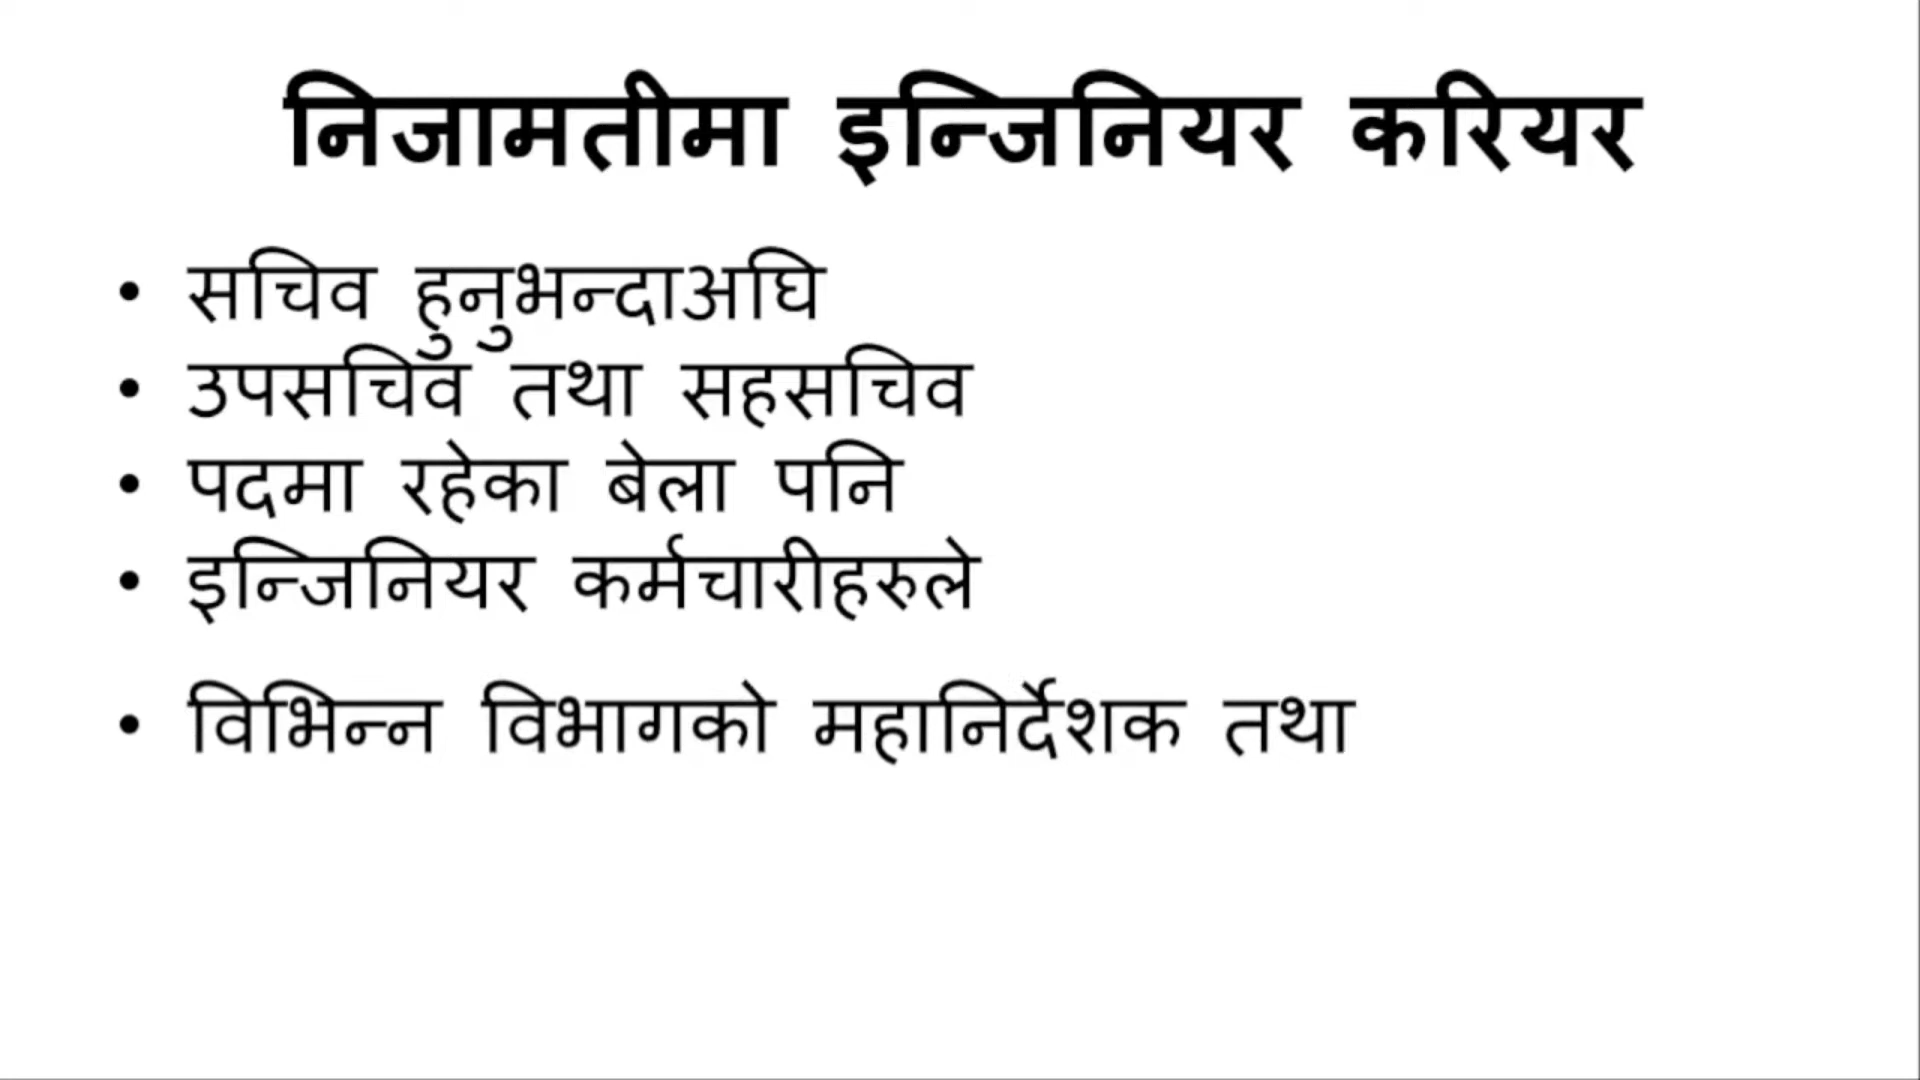 निजामतीमा इन्जिनियर करियर
• सचिव हुनुभन्दाअघि
• उपसचिव तथा सहसचिव
• पदमा रहेका बेला पनि
• इन्जिनियर कर्मचारीहरुले
• विभिन्न विभागको महानिर्देशक तथा